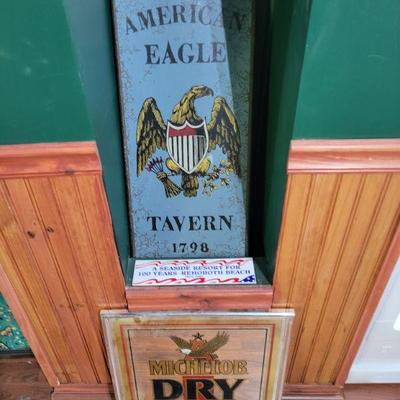 AMERICAN
EAGLE
TAVERN
1798
A SEASIDE RESORT FOR
100 YEARS REHOBOTH BEACH
MICHELOB
DRY